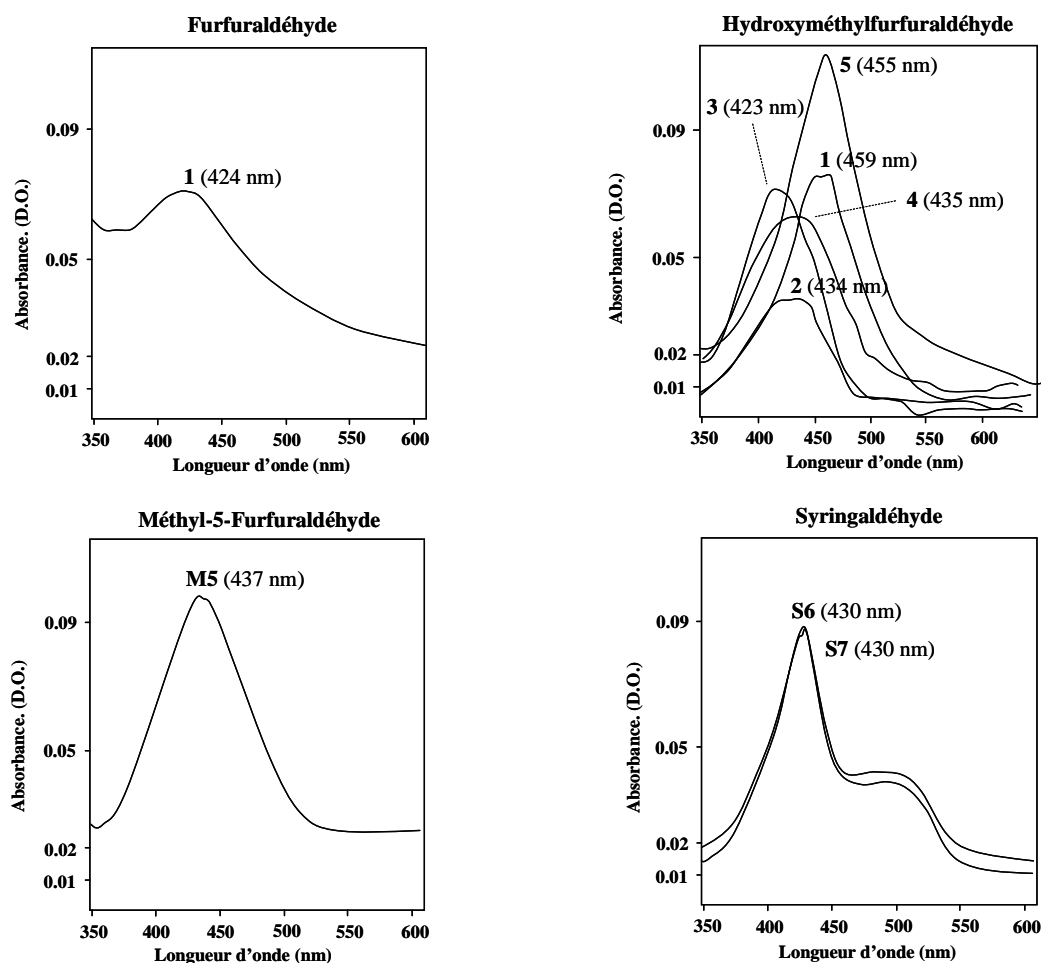 Furfuraldéhyde
Absorbance. (D.O.)
0.09
0.05
0.02
0.01
1 (424 nm)
350 400 450 500 550 600
Longueur d’onde (nm)
Hydroxyméthylfurfuraldéhyde
Absorbance. (D.O.)
0.09
0.05
0.02
0.01
5 (455 nm)
3 (423 nm)
1 (459 nm)
4 (435 nm)
2 (434 nm)
350 400 450 500 550 600
Longueur d’onde (nm)
Méthyl-5-Furfuraldéhyde
Absorbance. (D.O.)
0.09
0.05
0.02
0.01
M5 (437 nm)
350 400 450 500 550 600
Longueur d’onde (nm)
Syringaldéhyde
Absorbance. (D.O.)
0.09
0.05
0.02
0.01
S6 (430 nm)
S7 (430 nm)
350 400 450 500 550 600
Longueur d’onde (nm)